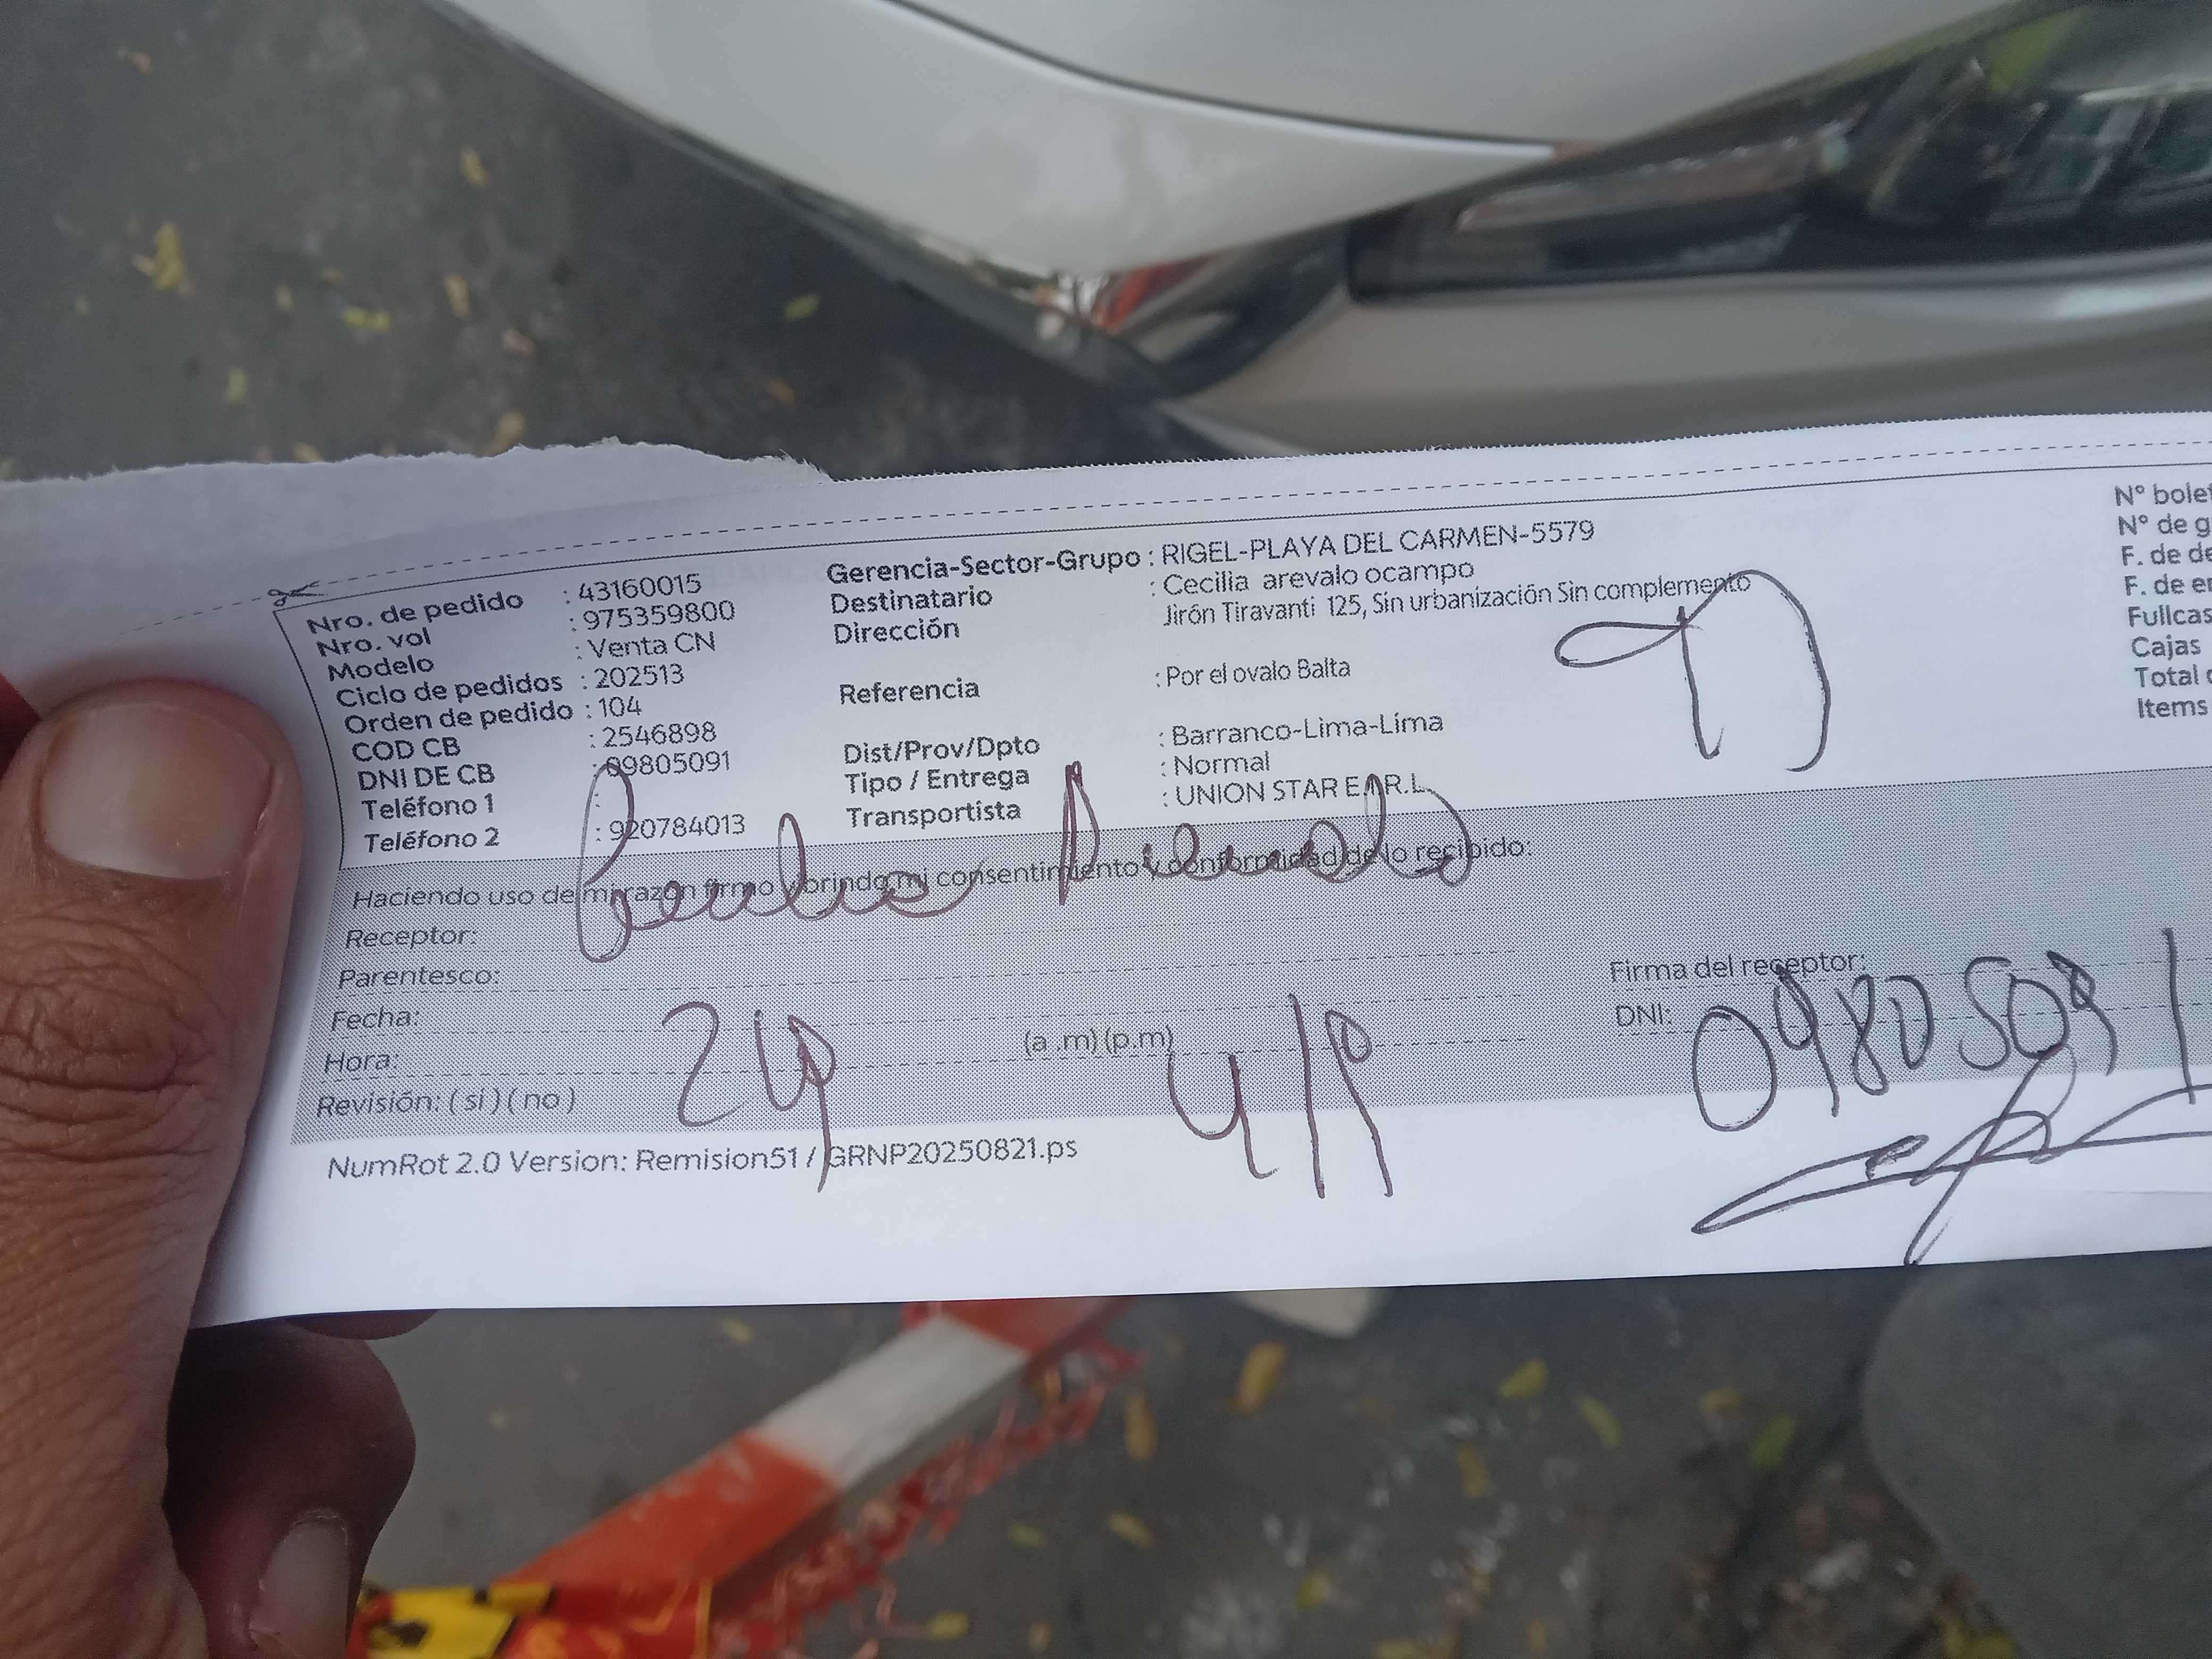 Nro. de pedido : 43160015
Nro. vol : 975359800
Modelo : Venta CN
Ciclo de pedidos : 202513
Orden de pedido : 104
COD CB : 2546898
DNI DE CB : 09805091
Teléfono 1 :
Teléfono 2 : 920784013
Gerencia-Sector-Grupo : RIGEL-PLAYA DEL CARMEN-5579
Destinatario : Cecilia arevalo ocampo
Dirección Jirón Tiravanti 125, Sin urbanización Sin complemento
Referencia : Por el ovalo Balta
Dist/Prov/Dpto : Barranco-Lima-Lima
Tipo / Entrega : Normal
Transportista : UNION STAR E.I.R.L.
N° bolet
N° de g
F. de de
F. de en
Fullcas
Cajas
Total
Items
Haciendo uso de mi razón firmo y brindo mi consentimiento y conformidad de lo recibido:
Receptor:
Parentesco:
Fecha:
Hora: (a .m) (p.m)
Revisión: ( si ) ( no )
Firma del receptor:
DNI: 09805091
NumRot 2.0 Version: Remision51 / GRNP20250821.ps